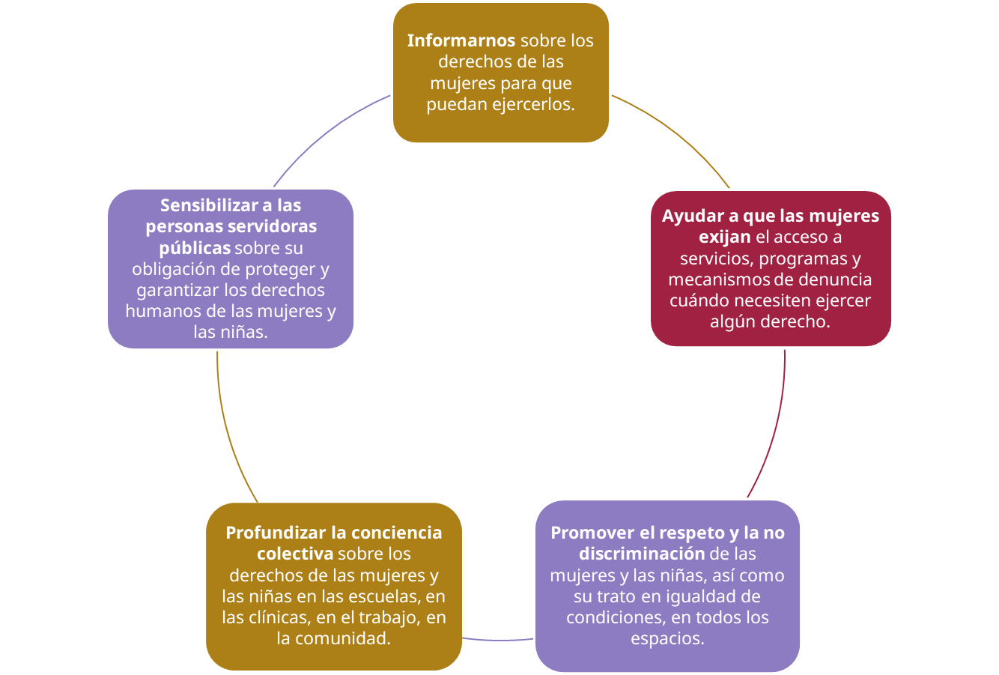 Informarnos sobre los
derechos de las
mujeres para que
puedan ejercerlos.
Ayudar a que las mujeres
exijan el acceso a
servicios, programas y
mecanismos de denuncia
cuándo necesiten ejercer
algún derecho.
Promover el respeto y la no
discriminación de las
mujeres y las niñas, así como
su trato en igualdad de
condiciones, en todos los
espacios.
Profundizar la conciencia
colectiva sobre los
derechos de las mujeres y
las niñas en las escuelas, en
las clínicas, en el trabajo, en
la comunidad.
Sensibilizar a las
personas servidoras
públicas sobre su
obligación de proteger y
garantizar los derechos
humanos de las mujeres y
las niñas.